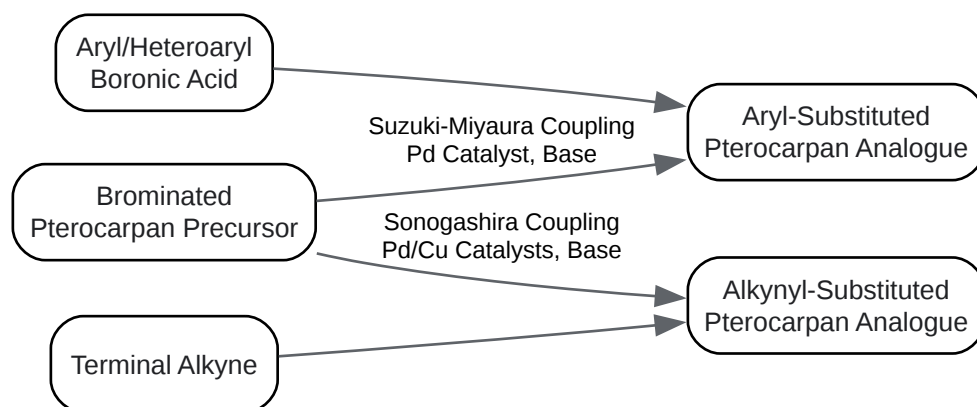 Aryl/Heteroaryl
Boronic Acid
Suzuki-Miyaura Coupling
Pd Catalyst, Base
Aryl-Substituted
Pterocarpan Analogue
Brominated
Pterocarpan Precursor
Sonogashira Coupling
Pd/Cu Catalysts, Base
Alkynyl-Substituted
Pterocarpan Analogue
Terminal Alkyne